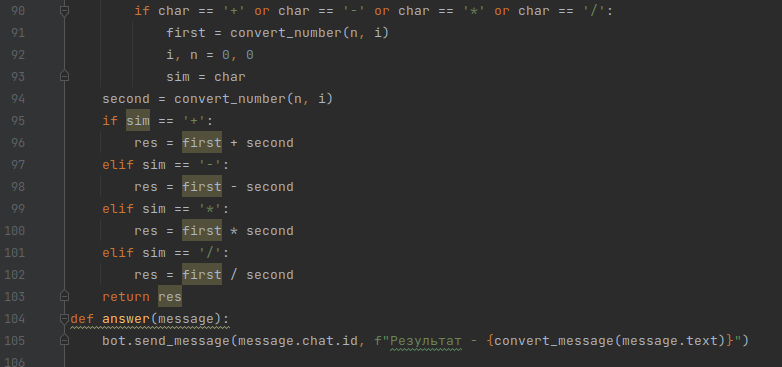 90 if char == '+' or char == '-' or char == '*' or char == '/':
91 first = convert_number(n, i)
92 i, n = 0, 0
93 sim = char
94 second = convert_number(n, i)
95 if sim == '+':
96 res = first + second
97 elif sim == '-':
98 res = first - second
99 elif sim == '*':
100 res = first * second
101 elif sim == '/':
102 res = first / second
103 return res
104 def answer(message):
105 bot.send_message(message.chat.id, f"Результат - {convert_message(message.text)}")
106